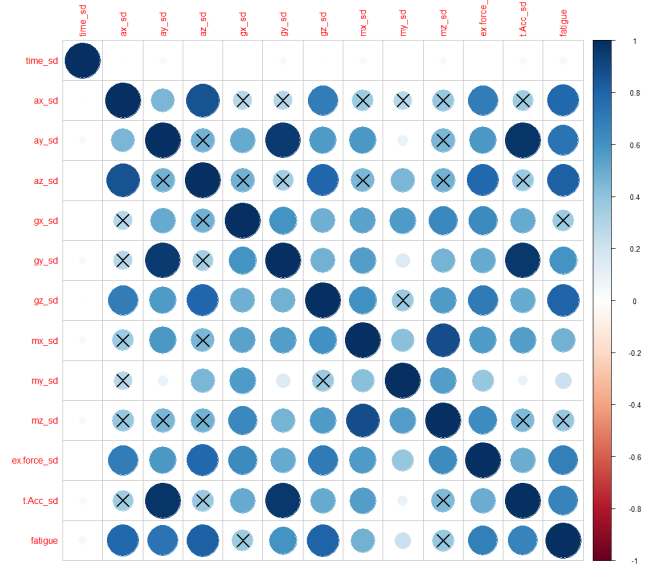 time_sd ax_sd ay_sd az_sd gx_sd gy_sd gz_sd mx_sd my_sd mz_sd ex.force_sd t.Acc_sd fatigue
time_sd
ax_sd
ay_sd
az_sd
gx_sd
gy_sd
gz_sd
mx_sd
my_sd
mz_sd
ex.force_sd
t.Acc_sd
fatigue
1
0.8
0.6
0.4
0.2
0
-0.2
-0.4
-0.6
-0.8
-1